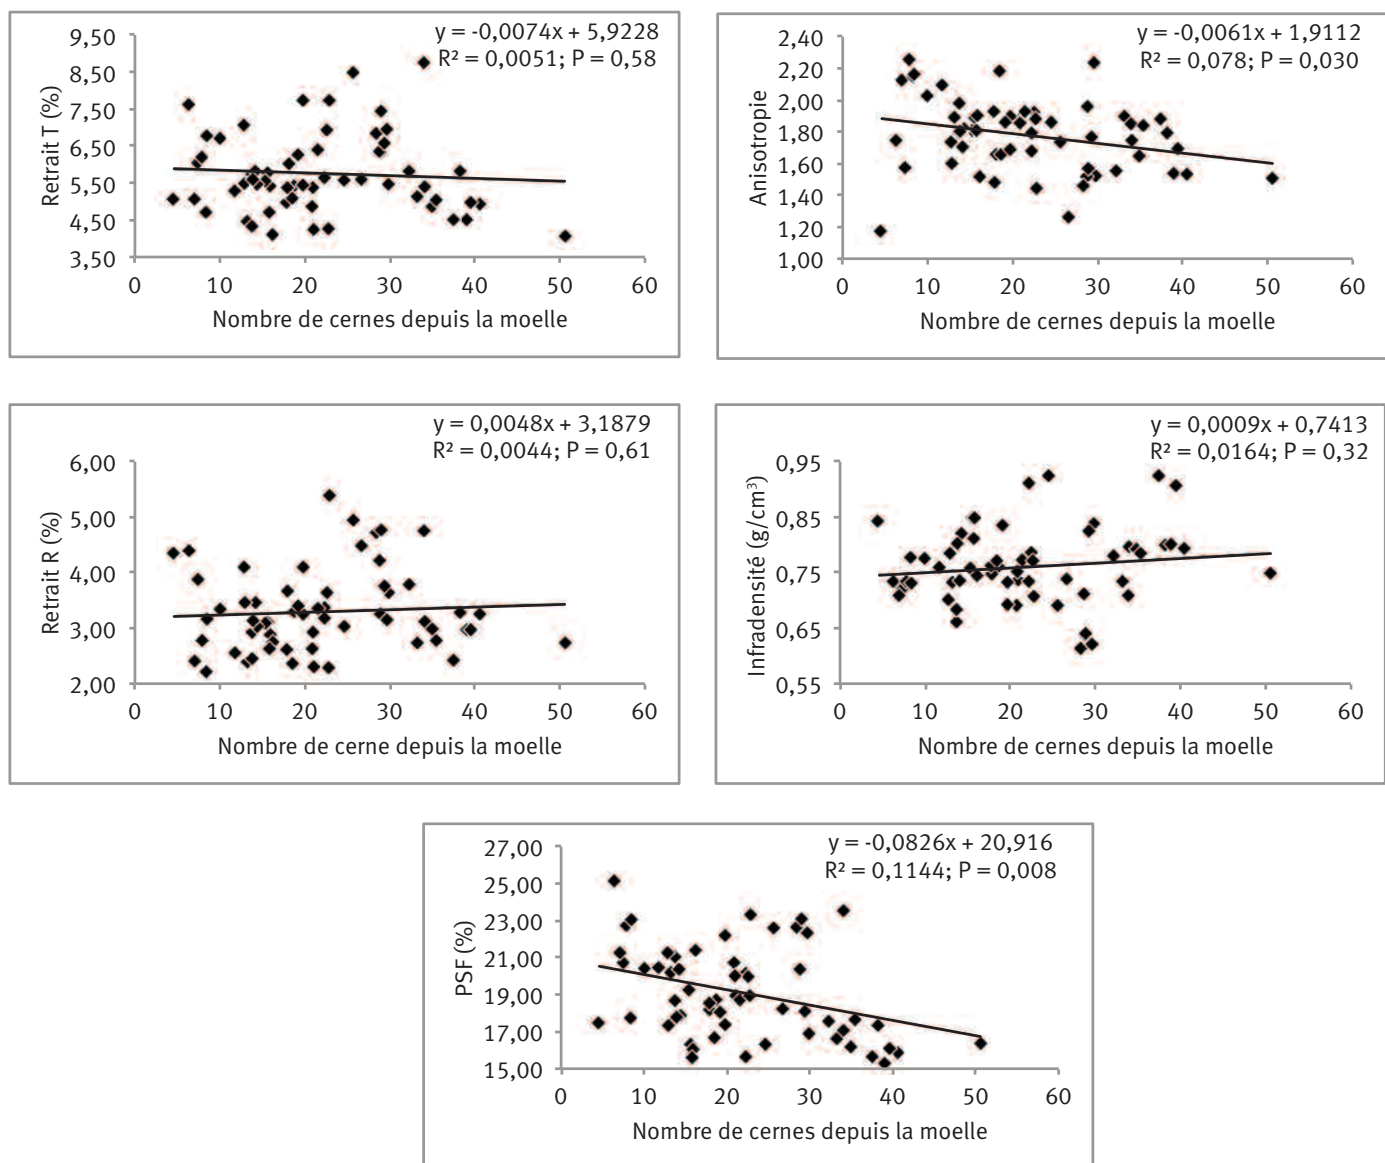 y = -0,0074x + 5,9228
R² = 0,0051; P = 0,58
Retrait T (%)
9,50
8,50
7,50
6,50
5,50
4,50
3,50
0 10 20 30 40 50 60
Nombre de cernes depuis la moelle
y = -0,0061x + 1,9112
R² = 0,078; P = 0,030
Anisotropie
2,40
2,20
2,00
1,80
1,60
1,40
1,20
1,00
0 10 20 30 40 50 60
Nombre de cernes depuis la moelle
y = 0,0048x + 3,1879
R² = 0,0044; P = 0,61
Retrait R (%)
6,00
5,00
4,00
3,00
2,00
0 10 20 30 40 50 60
Nombre de cerne depuis la moelle
y = 0,0009x + 0,7413
R² = 0,0164; P = 0,32
Infradensité (g/cm³)
0,95
0,85
0,75
0,65
0,55
0 10 20 30 40 50 60
Nombre de cernes depuis la moelle
y = -0,0826x + 20,916
R² = 0,1144; P = 0,008
PSF (%)
27,00
25,00
23,00
21,00
19,00
17,00
15,00
0 10 20 30 40 50 60
Nombre de cernes depuis la moelle